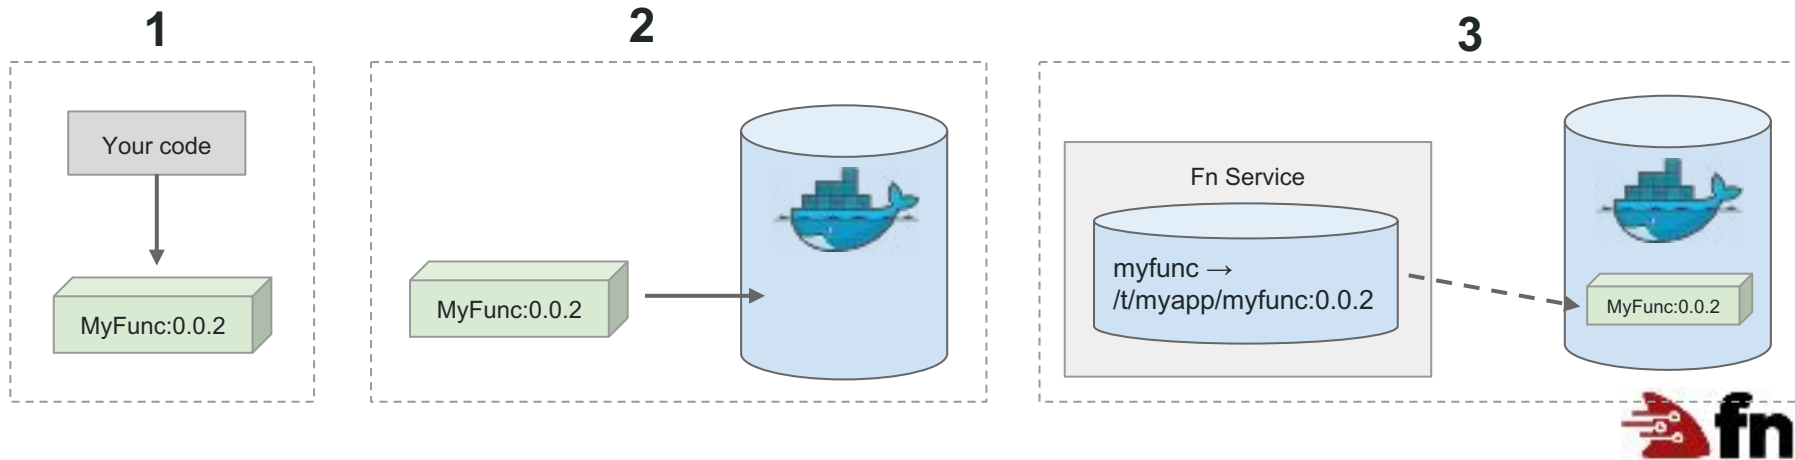 1
2
3
Your code
MyFunc:0.0.2
MyFunc:0.0.2
Fn Service
myfunc →
/t/myapp/myfunc:0.0.2
MyFunc:0.0.2
fn